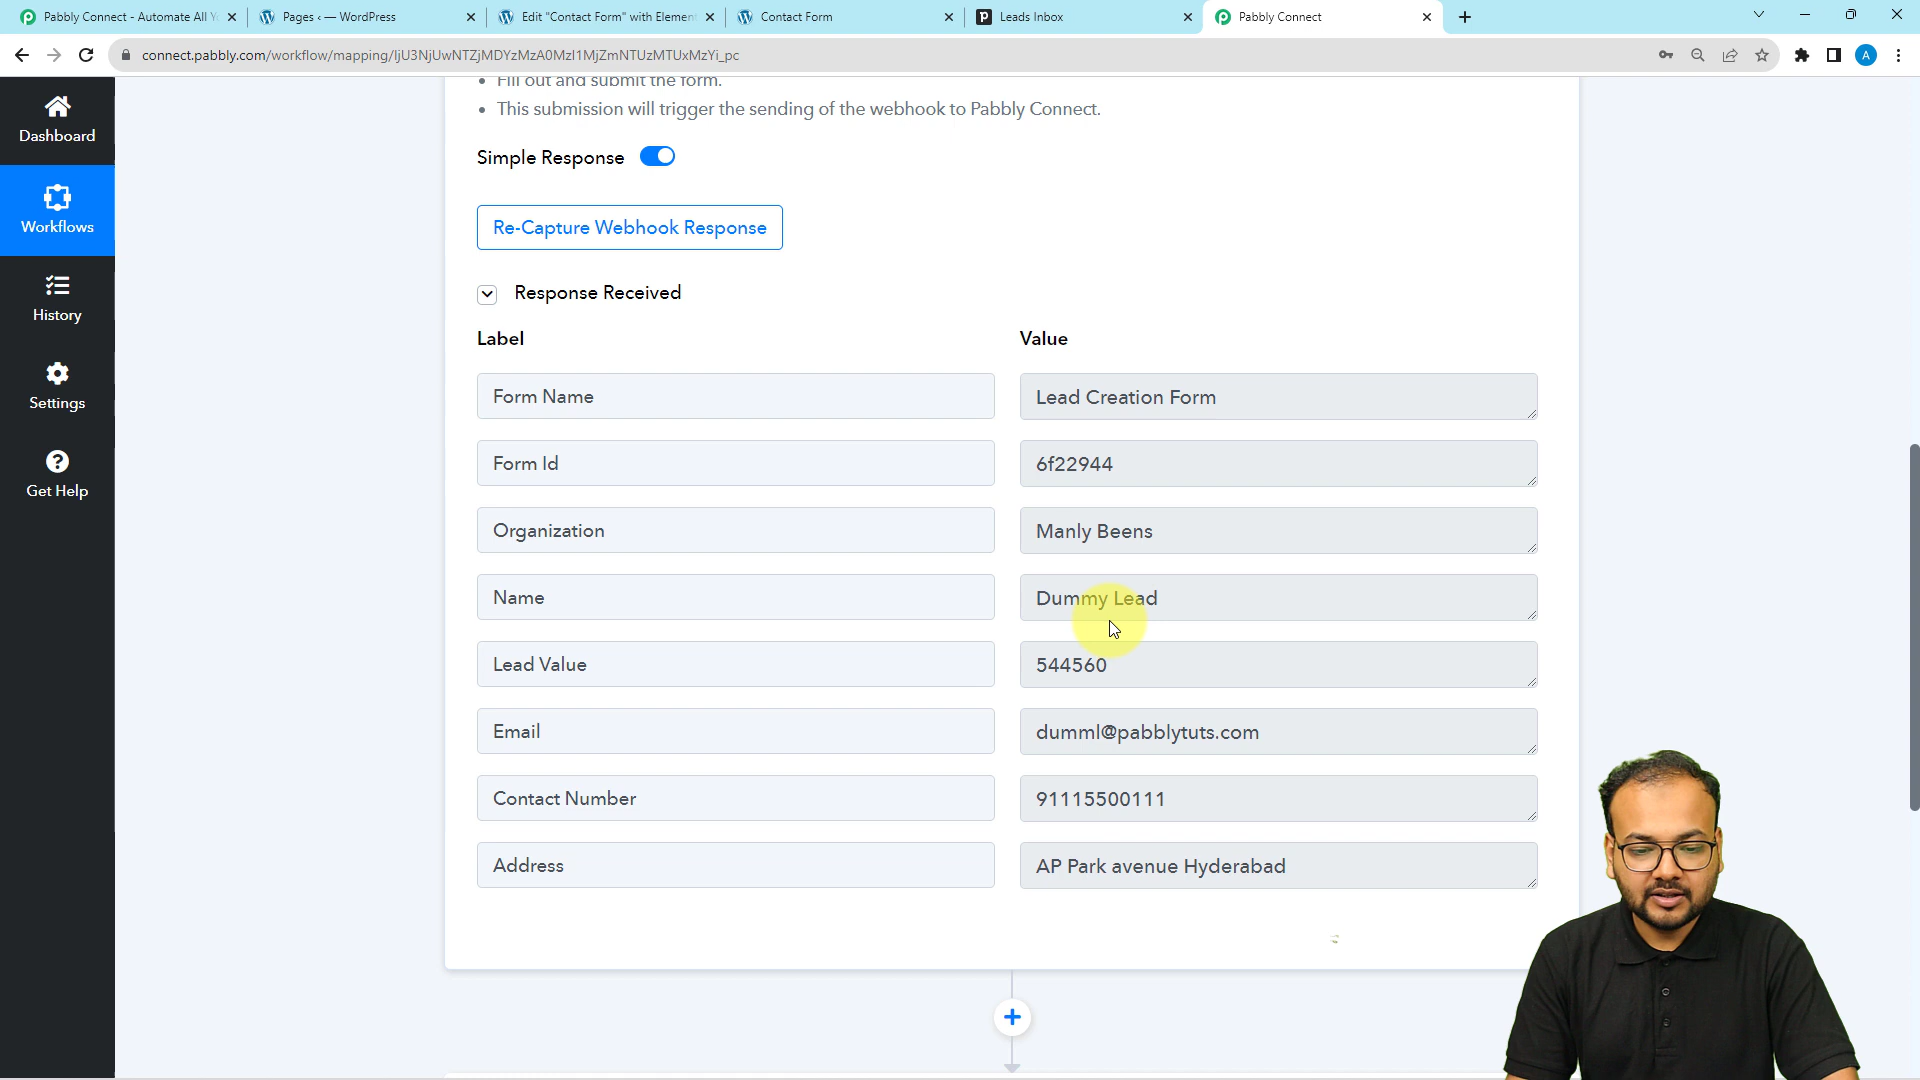 Pabbly Connect - Automate All Y
Pages ‹ — WordPress
Edit "Contact Form" with Elemen
Contact Form
Leads Inbox
Pabbly Connect
connect.pabbly.com/workflow/mapping/IjU3NjUwNTZjMDYzMzA0MzI1MjZmNTUzMTUxMzYi_pc
A
Dashboard
Workflows
History
Settings
Get Help
• Fill out and submit the form.
• This submission will trigger the sending of the webhook to Pabbly Connect.
Simple Response
Re-Capture Webhook Response
Response Received
Label Value
Form Name Lead Creation Form
Form Id 6f22944
Organization Manly Beens
Name Dummy Lead
Lead Value 544560
Email dumml@pabblytuts.com
Contact Number 91115500111
Address AP Park avenue Hyderabad